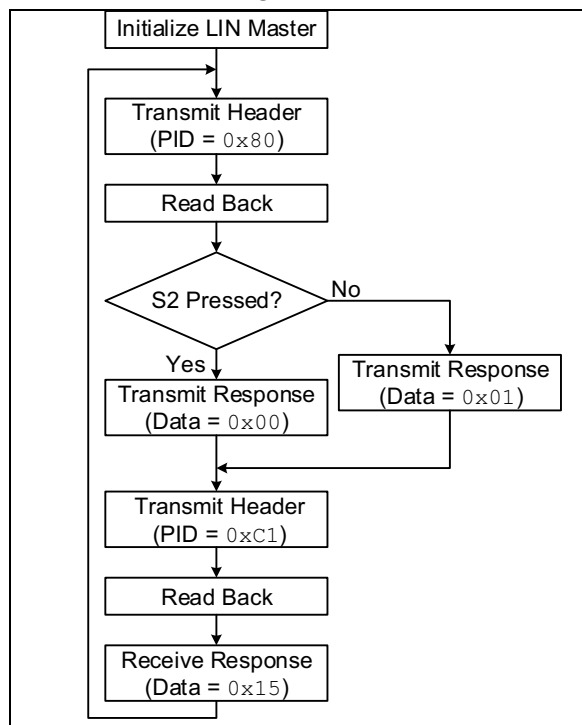 Initialize LIN Master
Transmit Header
(PID = 0x80)
Read Back
S2 Pressed?
No
Yes
Transmit Response
(Data = 0x00)
Transmit Response
(Data = 0x01)
Transmit Header
(PID = 0xC1)
Read Back
Receive Response
(Data = 0x15)